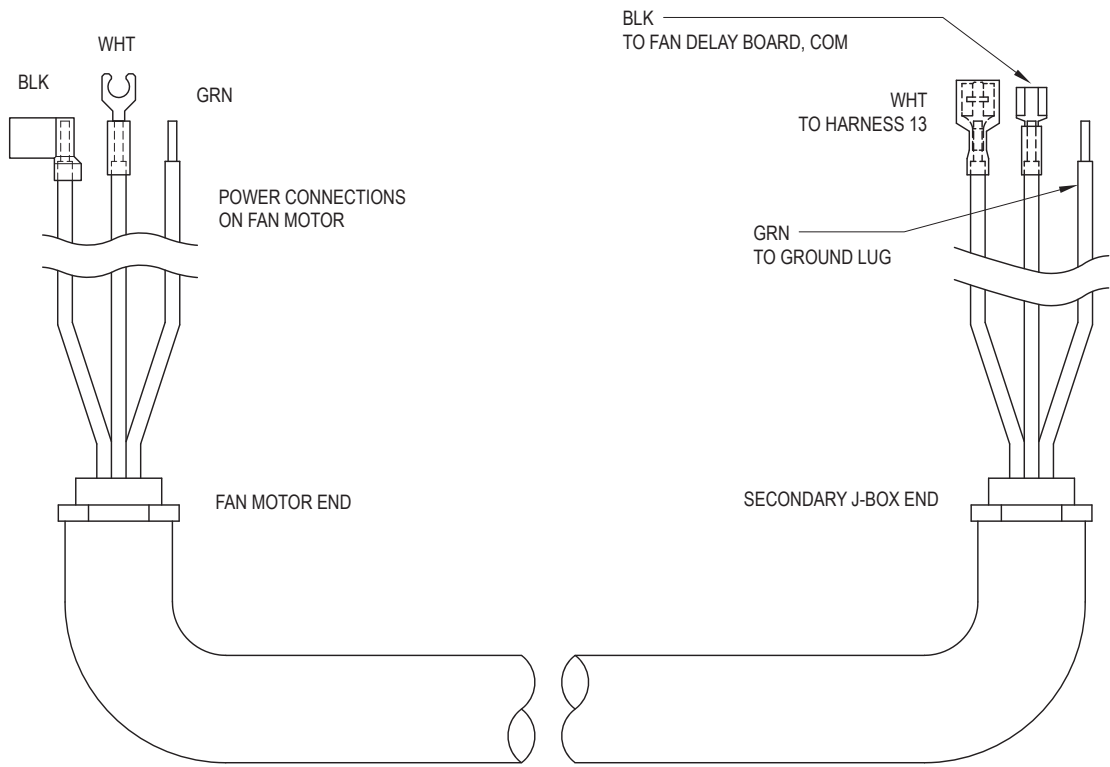 WHT
BLK
GRN
POWER CONNECTIONS
ON FAN MOTOR
FAN MOTOR END
BLK
TO FAN DELAY BOARD, COM
WHT
TO HARNESS 13
GRN
TO GROUND LUG
SECONDARY J-BOX END